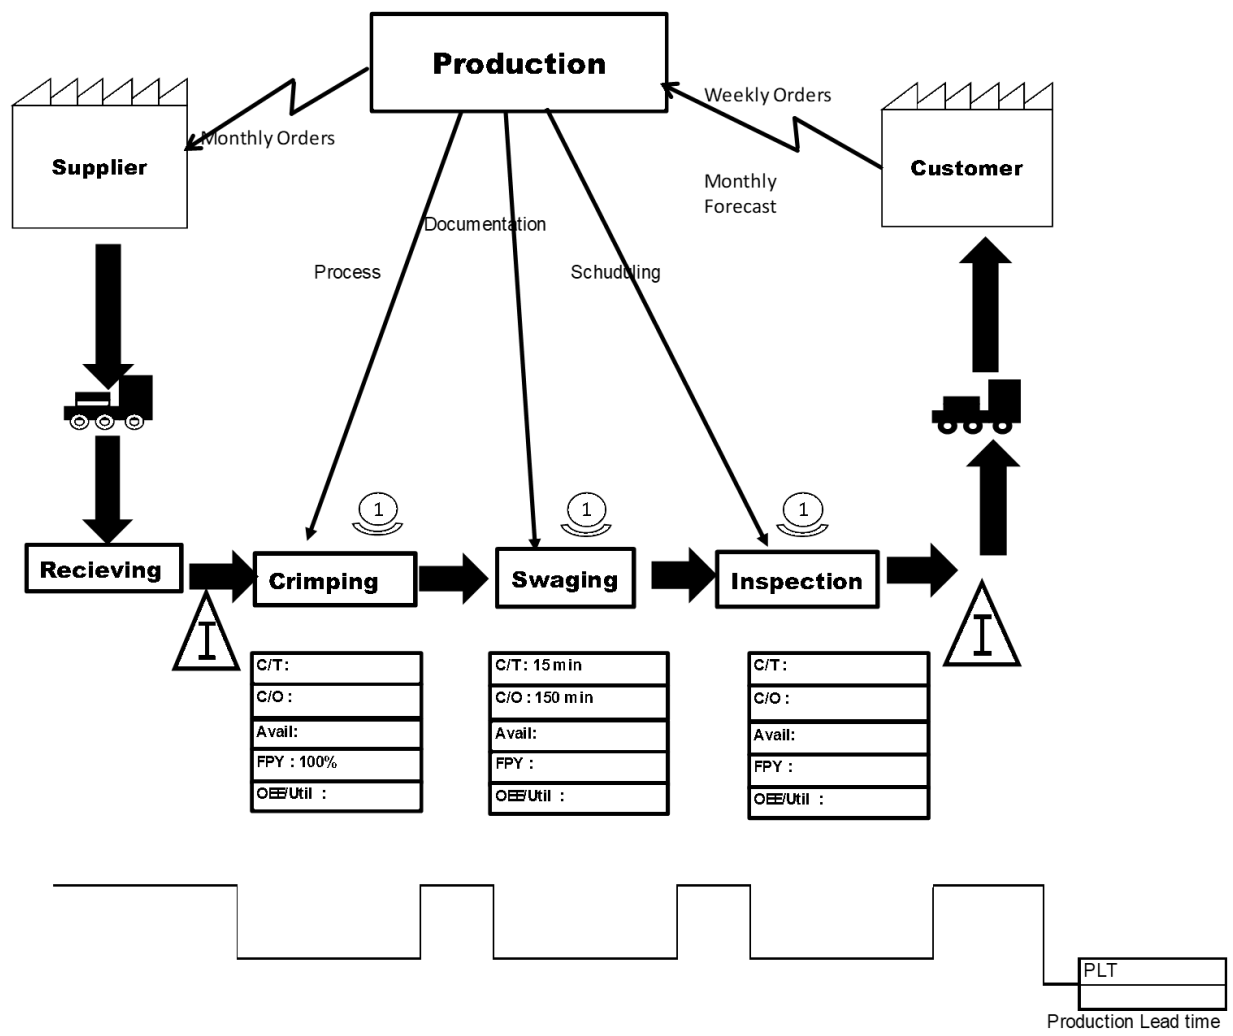 Production
Weekly Orders
Monthly Orders
Supplier
Customer
Monthly
Forecast
Documentation
Process
Schuduling
1
1
1
Recieving
Crimping
Swaging
Inspection
I
I
C/T:
C/O :
Avail:
FPY : 100%
OEE/Util :
C/T: 15 min
C/O : 150 min
Avail:
FPY :
OEE/Util :
C/T:
C/O :
Avail:
FPY :
OEE/Util :
PLT
Production Lead time